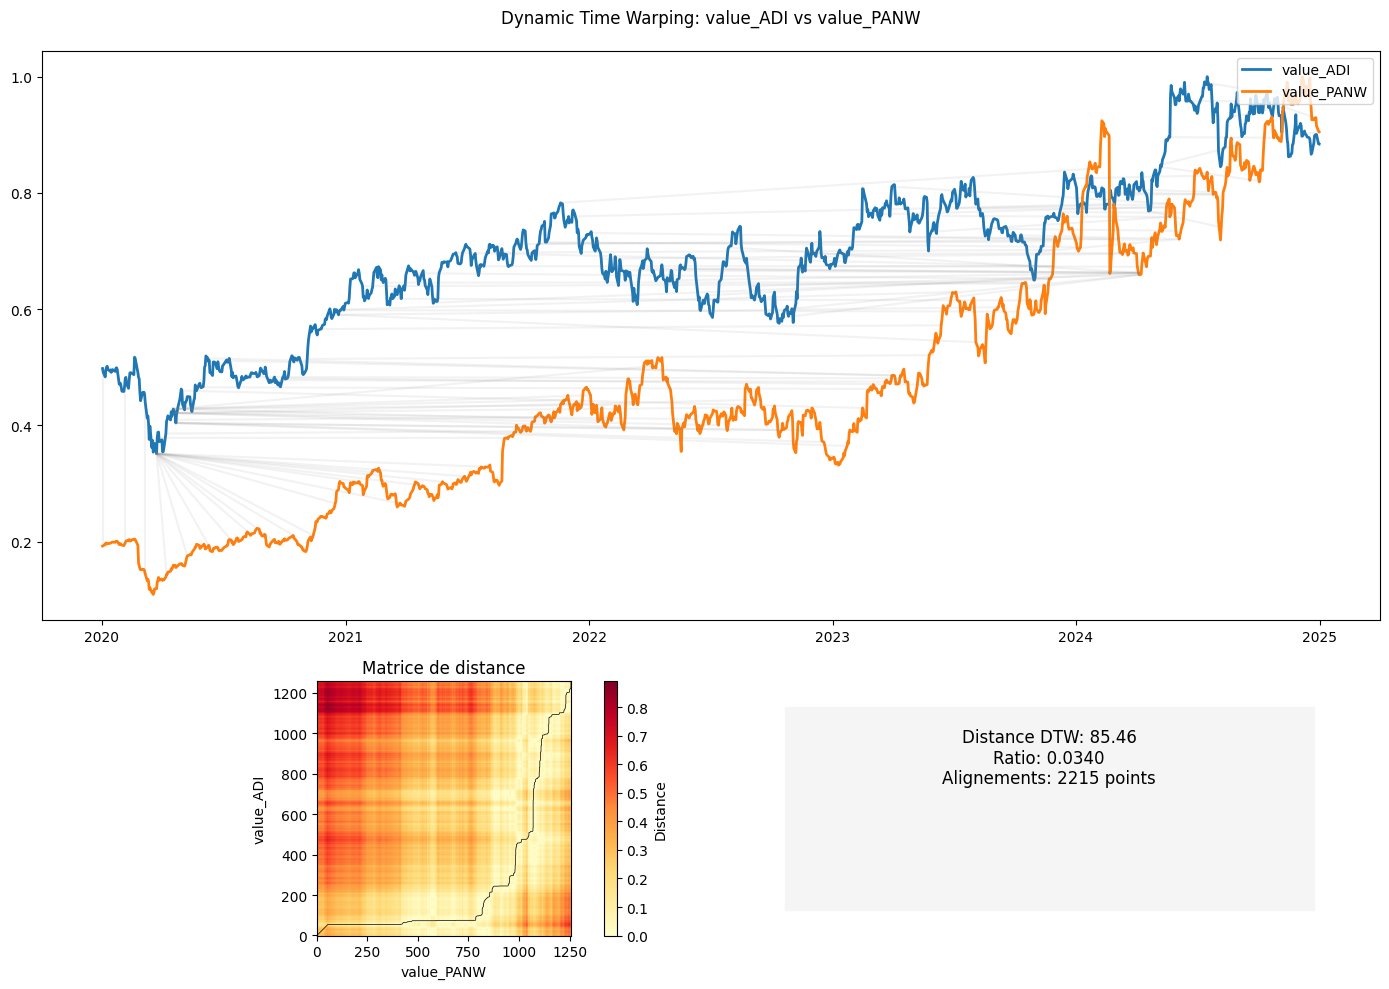 Dynamic Time Warping: value_ADI vs value_PANW
1.0
0.8
0.6
0.4
0.2
value_ADI
value_PANW
2020 2021 2022 2023 2024 2025
Matrice de distance
1200
1000
800
600
400
200
0
value_ADI
0 250 500 750 1000 1250
value_PANW
0.8
0.7
0.6
0.5
0.4
0.3
0.2
0.1
0.0
Distance
Distance DTW: 85.46
Ratio: 0.0340
Alignements: 2215 points